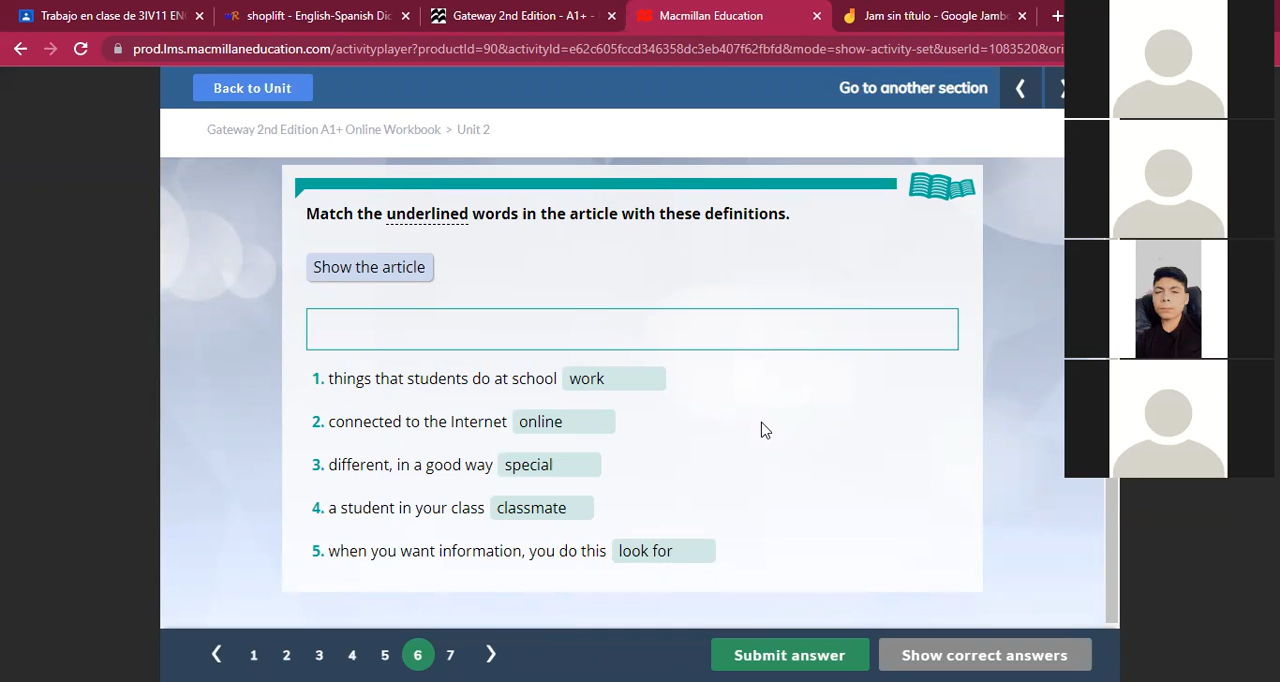 Trabajo en clase de 3IV11 EN
shoplift - English-Spanish Dic
Gateway 2nd Edition - A1+ -
Macmillan Education
Jam sin título - Google Jamb
prod.lms.macmillaneducation.com/activityplayer?productId=90&activityId=e62c605fccd346358dc3eb407f62fbfd&mode=show-activity-set&userId=1083520&ori
Back to Unit
Go to another section
Gateway 2nd Edition A1+ Online Workbook > Unit 2
Match the underlined words in the article with these definitions.
Show the article
1. things that students do at school work
2. connected to the Internet online
3. different, in a good way special
4. a student in your class classmate
5. when you want information, you do this look for
1 2 3 4 5 6 7
Submit answer
Show correct answers